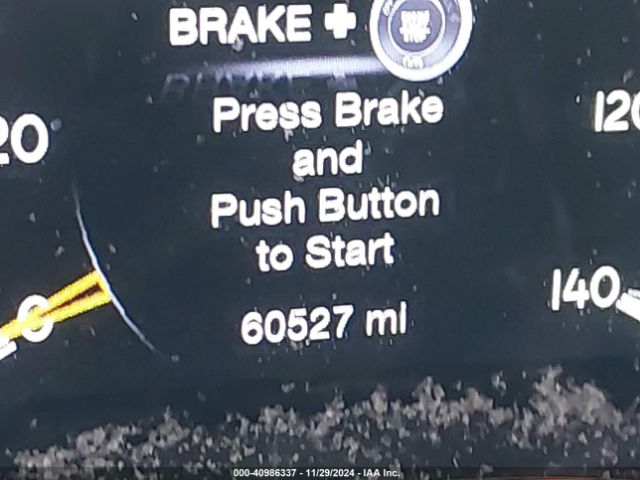 BRAKE +
Press Brake
and
Push Button
to Start
60527 mi
20
0
120
140
000-40986337 - 11/29/2024 - IAA Inc.